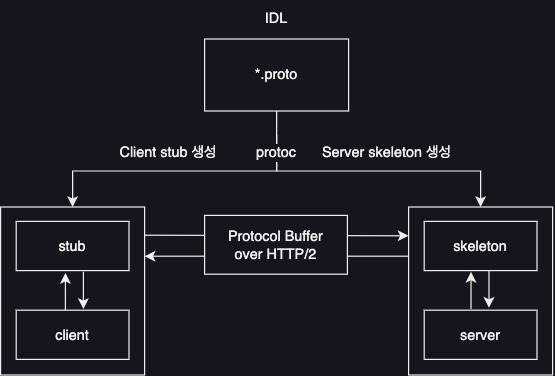 IDL
*.proto
Client stub 생성
protoc
Server skeleton 생성
stub
Protocol Buffer
over HTTP/2
skeleton
client
server